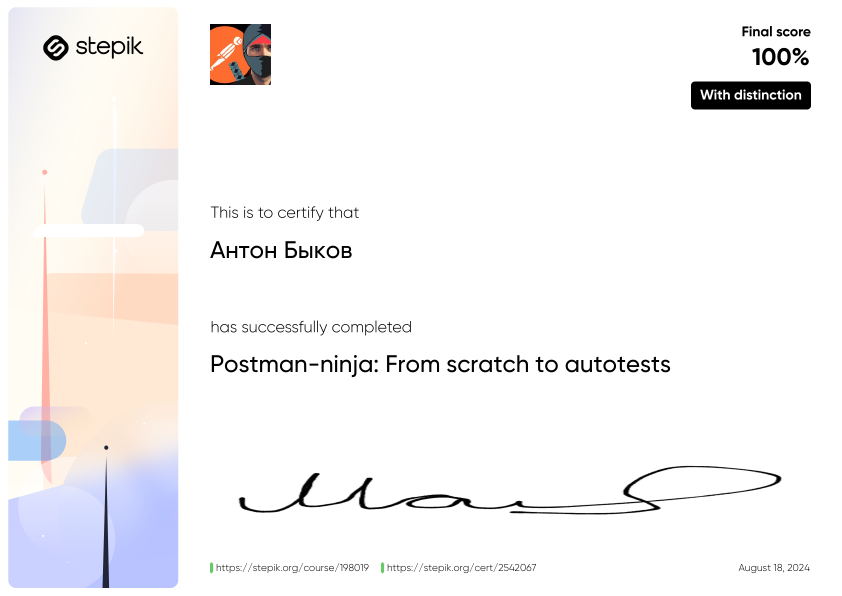 stepik
Final score
100%
With distinction
This is to certify that
Антон Быков
has successfully completed
Postman-ninja: From scratch to autotests
https://stepik.org/course/198019 https://stepik.org/cert/2542067 August 18, 2024